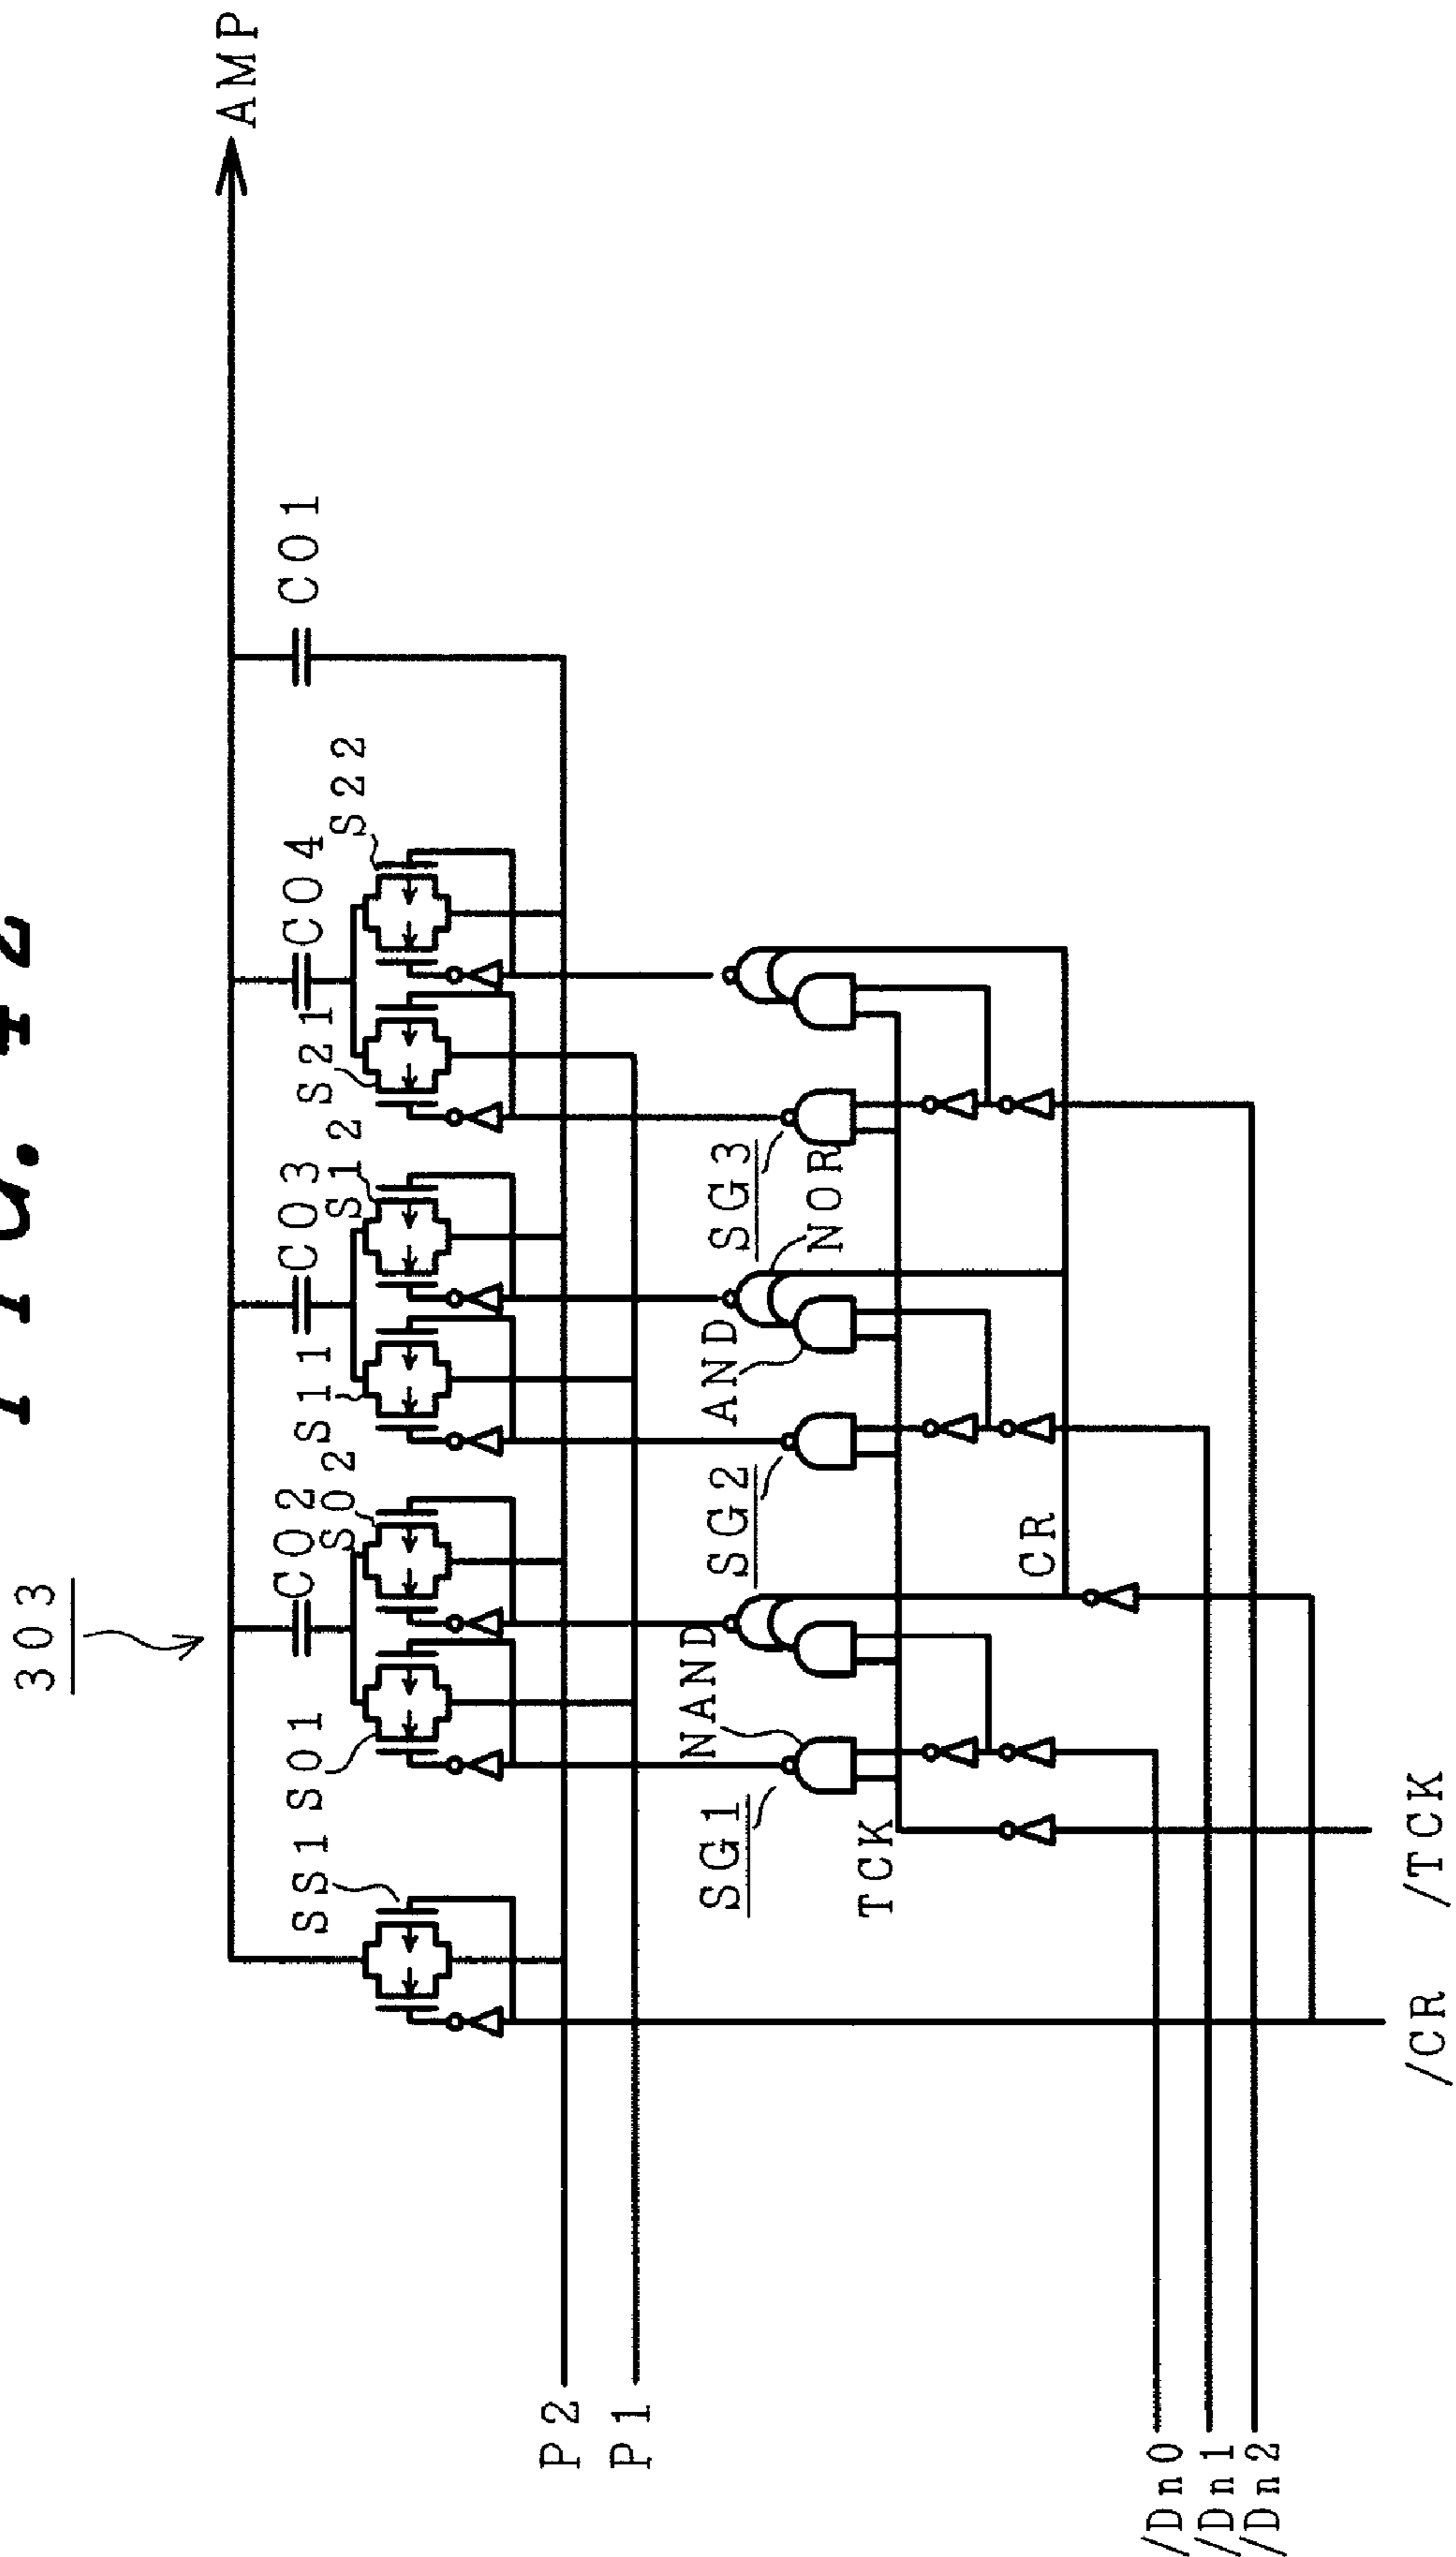 FIG. 42
303
AMP
C02
C03
C04
C01
SS1
S01
S02
S11
S12
S21
S22
P2
P1
SG1
NAND
SG2
AND
SG3
NOR
TCK
CR
/Dn0
/Dn1
/Dn2
/CR
/TCK